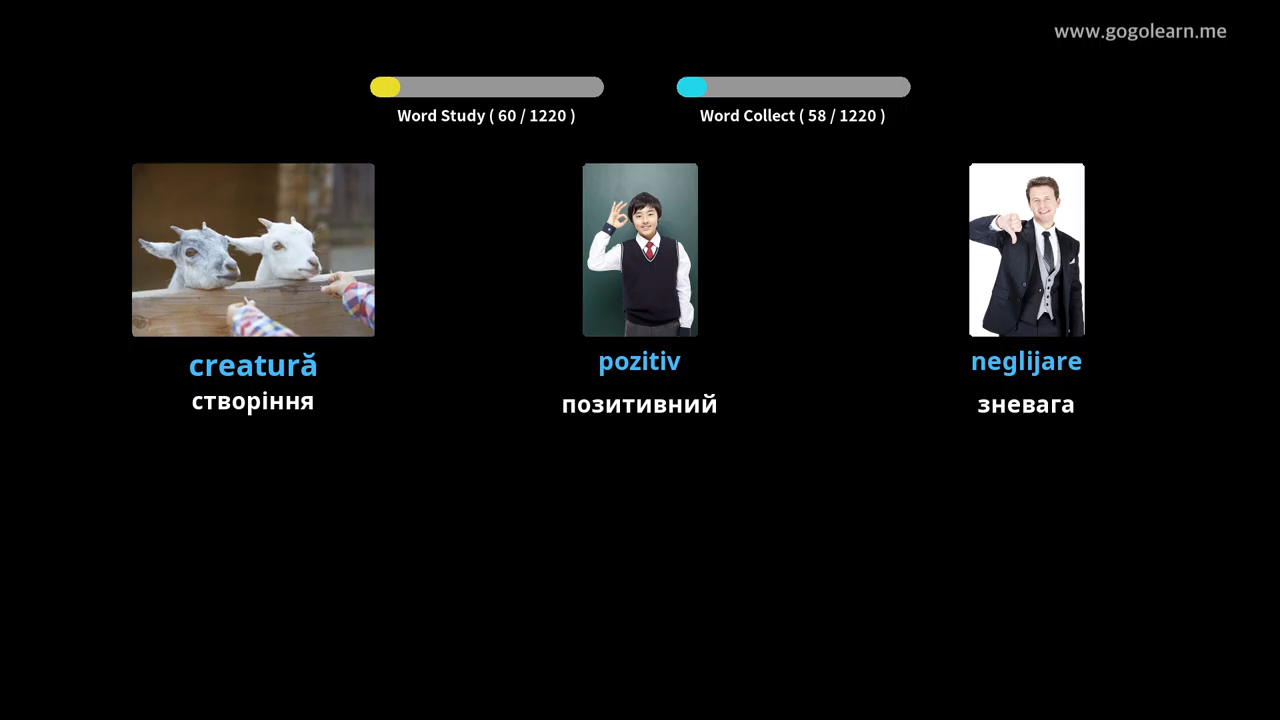 www.gogolearn.me
Word Study ( 60 / 1220 )
Word Collect ( 58 / 1220 )
creatură
pozitiv
neglijare
створіння
позитивний
зневага